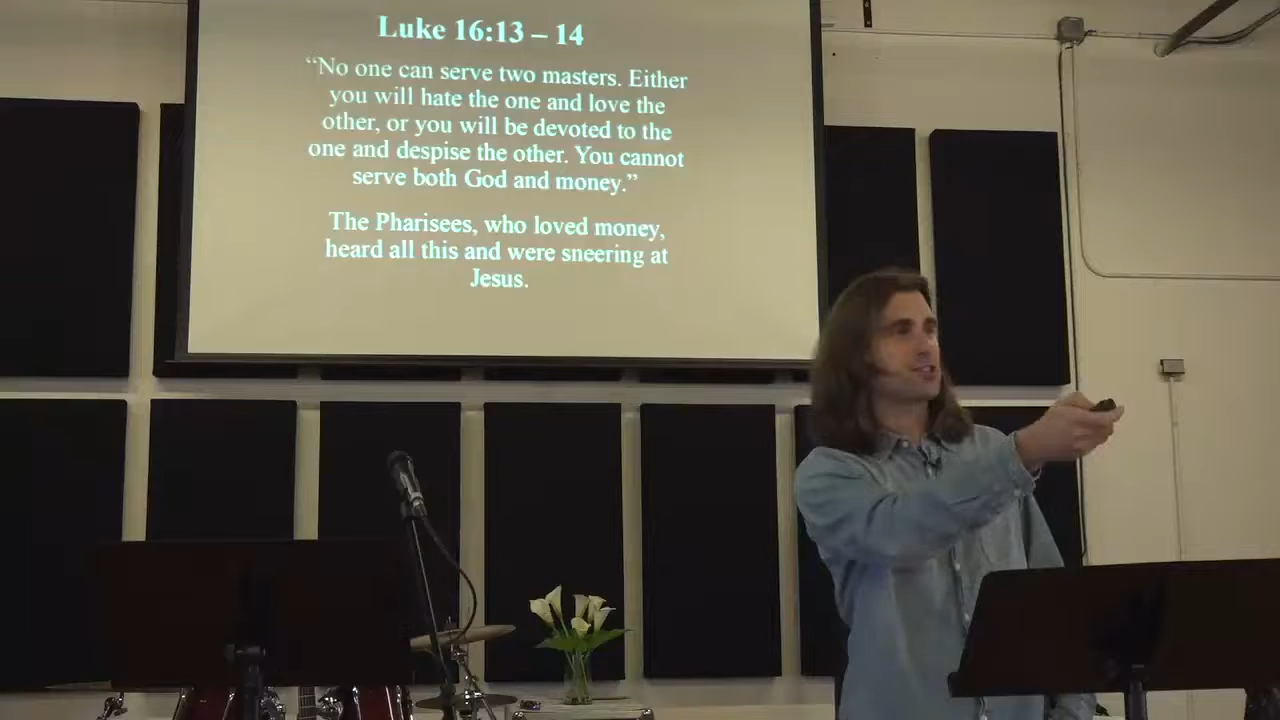 Luke 16:13 – 14
“No one can serve two masters. Either
you will hate the one and love the
other, or you will be devoted to the
one and despise the other. You cannot
serve both God and money.”
The Pharisees, who loved money,
heard all this and were sneering at
Jesus.